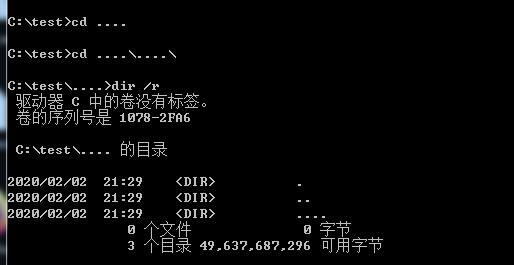 C:\test>cd ....
C:\test>cd ....\....\
C:\test\....>dir /r
驱动器 C 中的卷没有标签。
卷的序列号是 1078-2FA6
C:\test\.... 的目录
2020/02/02  21:29    <DIR>          .
2020/02/02  21:29    <DIR>          ..
2020/02/02  21:29    <DIR>          ....
0 个文件              0 字节
3 个目录 49,637,687,296 可用字节